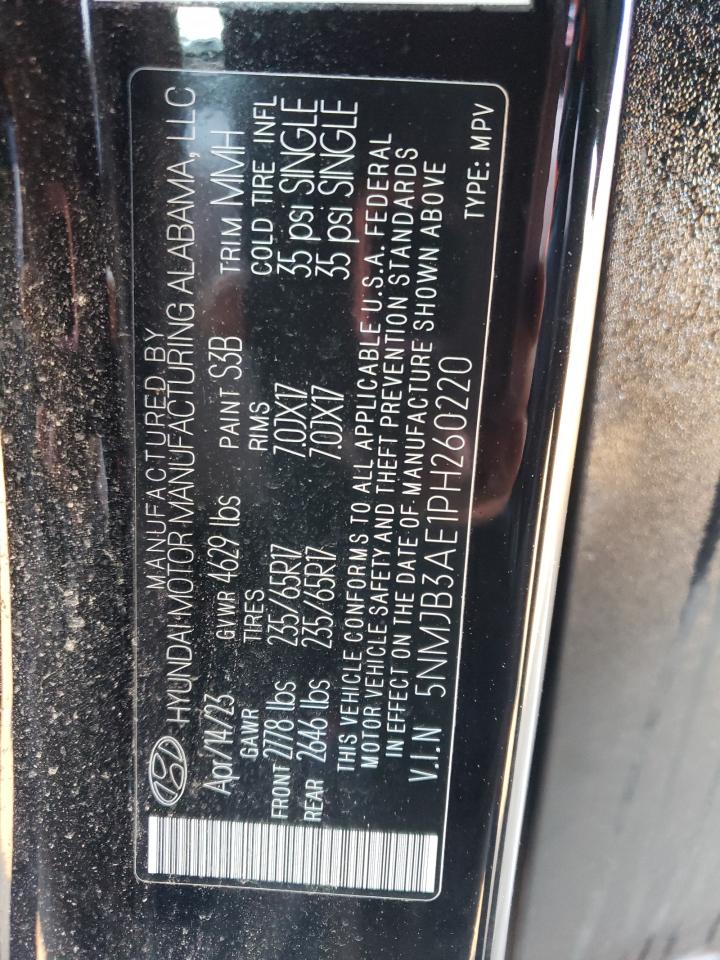 MANUFACTURED BY
HYUNDAI MOTOR MANUFACTURING ALABAMA, LLC
Apr/14/23 GVWR 4629 lbs PAINT S3B TRIM MMH
GAWR TIRES RIMS COLD TIRE INFL
FRONT 2778 lbs 235/65R17 7.0JX17 35 psi SINGLE
REAR 2646 lbs 235/65R17 7.0JX17 35 psi SINGLE
THIS VEHICLE CONFORMS TO ALL APPLICABLE U.S.A. FEDERAL
MOTOR VEHICLE SAFETY AND THEFT PREVENTION STANDARDS
IN EFFECT ON THE DATE OF MANUFACTURE SHOWN ABOVE
V.I.N 5NMJB3AE1PH260220 TYPE: MPV